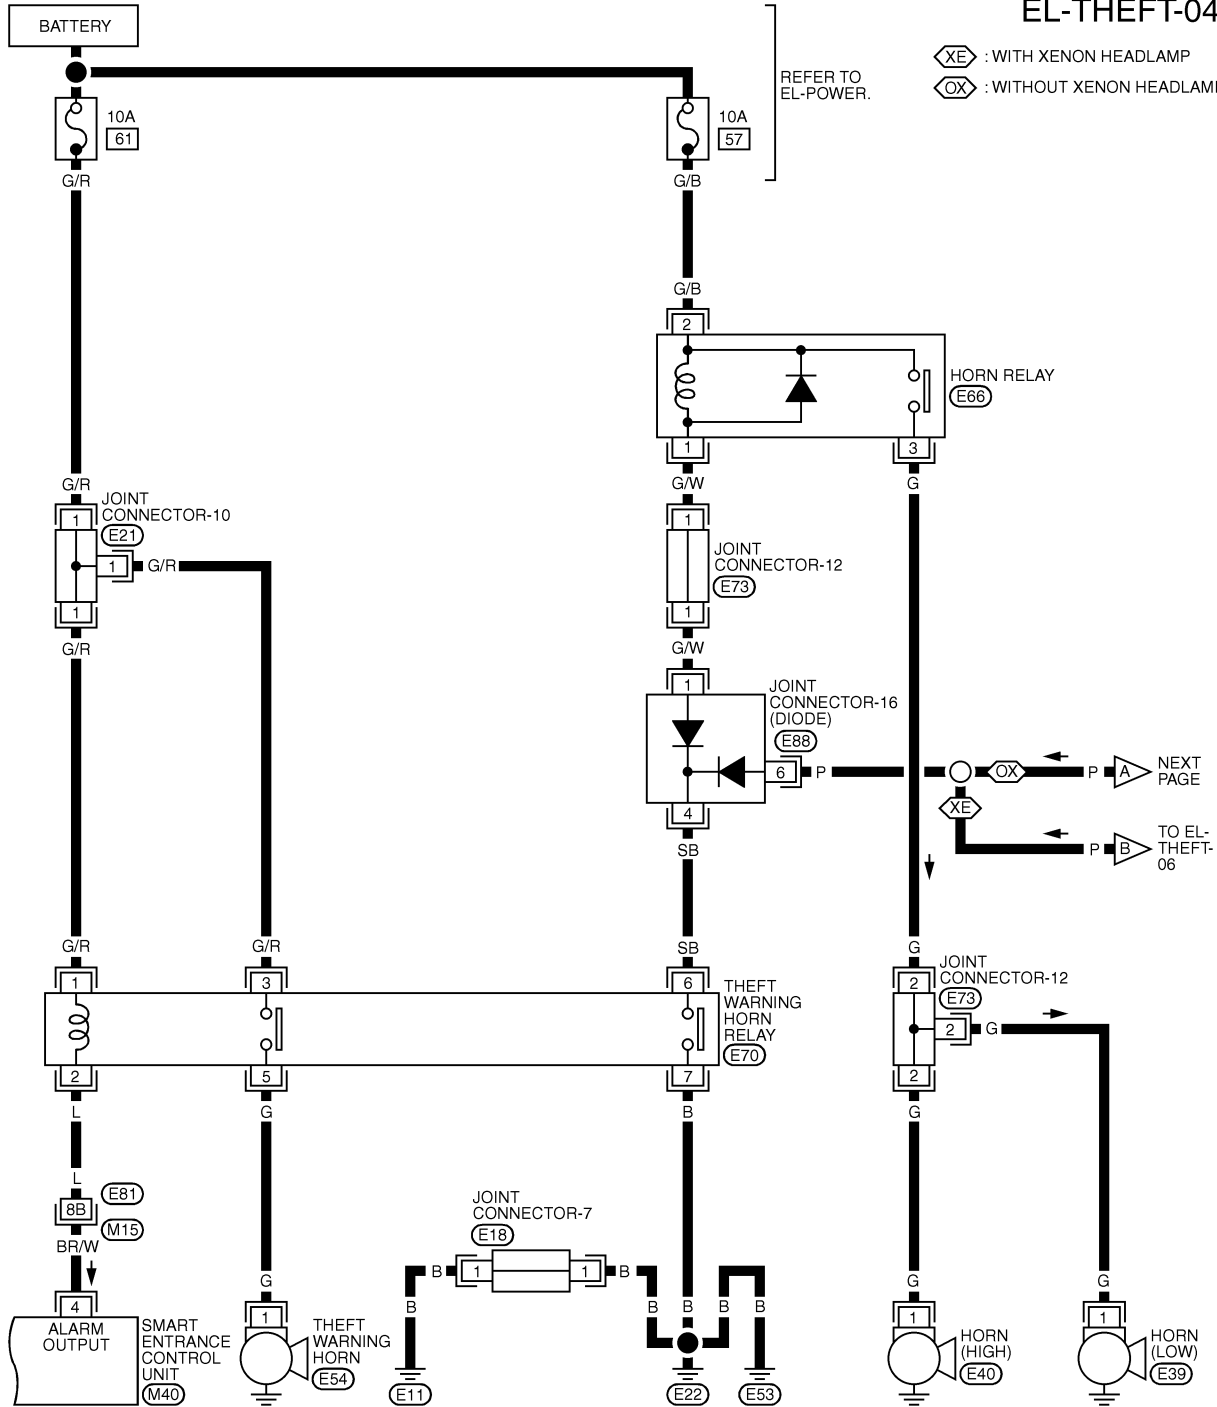 EL-THEFT-04
BATTERY
XE : WITH XENON HEADLAMP
OX : WITHOUT XENON HEADLAM
REFER TO
EL-POWER.
10A
61
10A
57
G/R
G/B
G/B
2
HORN RELAY
E66
1
3
G/R
G/W
G
JOINT
CONNECTOR-10
E21
1
1
G/R
1
1
JOINT
CONNECTOR-12
E73
1
G/R
G/W
1
JOINT
CONNECTOR-16
(DIODE)
E88
6
P
OX
P
A
NEXT
PAGE
XE
P
B
TO EL-
THEFT-
06
4
SB
SB
G/R
G/R
G
1
3
6
THEFT
WARNING
HORN
RELAY
E70
2
5
7
JOINT
CONNECTOR-12
E73
2
2
G
2
L
G
B
G
L
8B
E81
M15
BR/W
4
ALARM
OUTPUT
SMART
ENTRANCE
CONTROL
UNIT
M40
G
1
THEFT
WARNING
HORN
E54
JOINT
CONNECTOR-7
E18
B
1
1
B
B
B
B
B
B
E11
E22
E53
G
1
HORN
(HIGH)
E40
G
1
HORN
(LOW)
E39